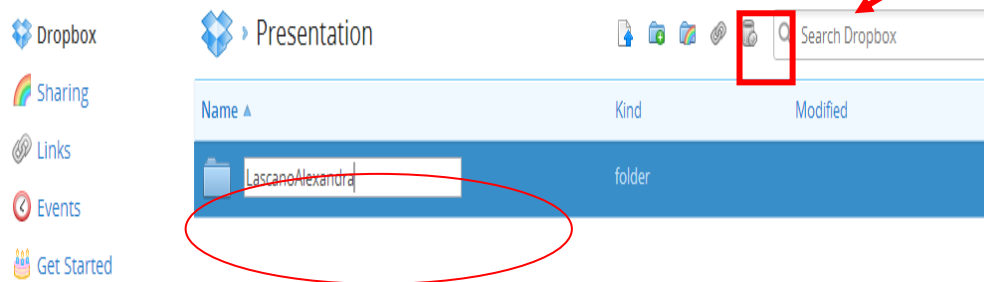 Dropbox
Sharing
Links
Events
Get Started
Presentation
Search Dropbox
Name Kind Modified
LascanoAlexandra folder